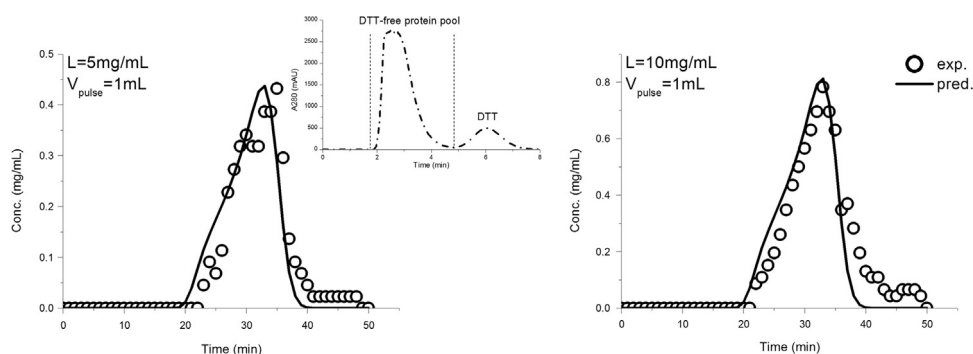 L=5mg/mL
Vpulse=1mL
0.5
0.4
0.3
0.2
0.1
0.0
Conc. (mg/mL)
0 10 20 30 40 50
Time (min)
DTT-free protein pool
3000
2500
2000
1500
1000
500
0
A280 (mAU)
DTT
0 2 4 6 8
Time (min)
L=10mg/mL
Vpulse=1mL
exp.
pred.
0.8
0.6
0.4
0.2
0.0
Conc. (mg/mL)
0 10 20 30 40 50
Time (min)